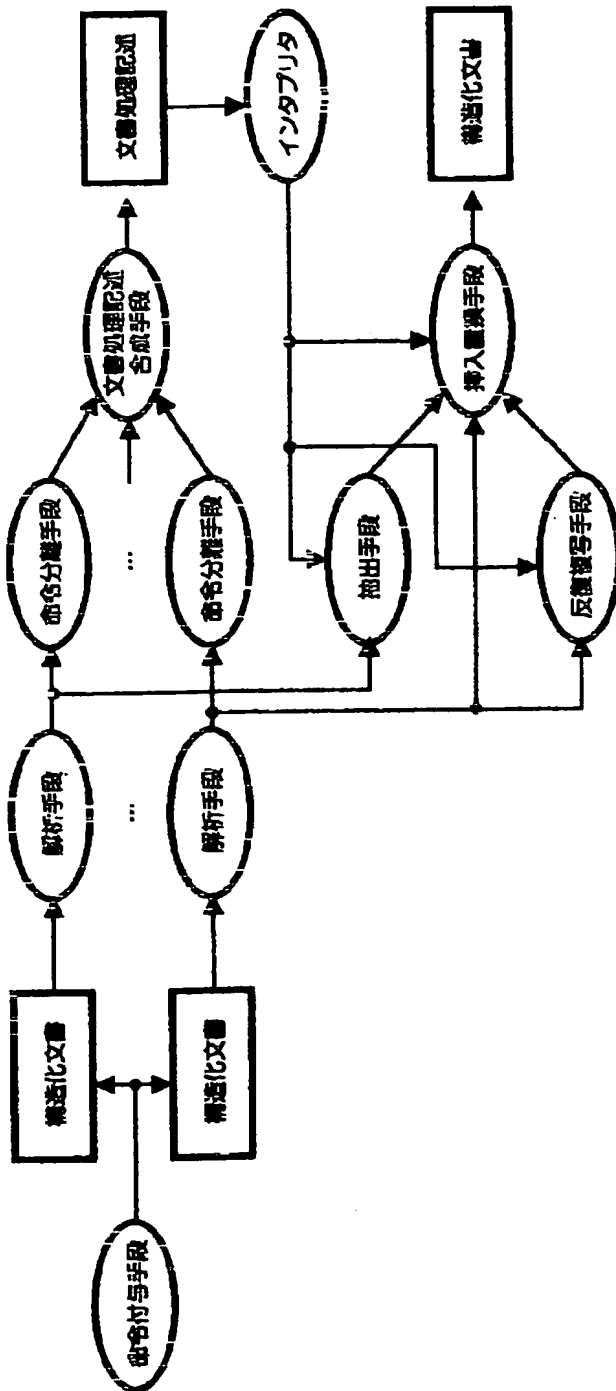 命令付与手段
構造化文書
構造化文書
解析手段
解析手段
...
命令分離手段
命令分離手段
...
文書処理記述
合成手段
文書処理記述
インタプリタ
抽出手段
反復複写手段
挿入置換手段
構造化文書